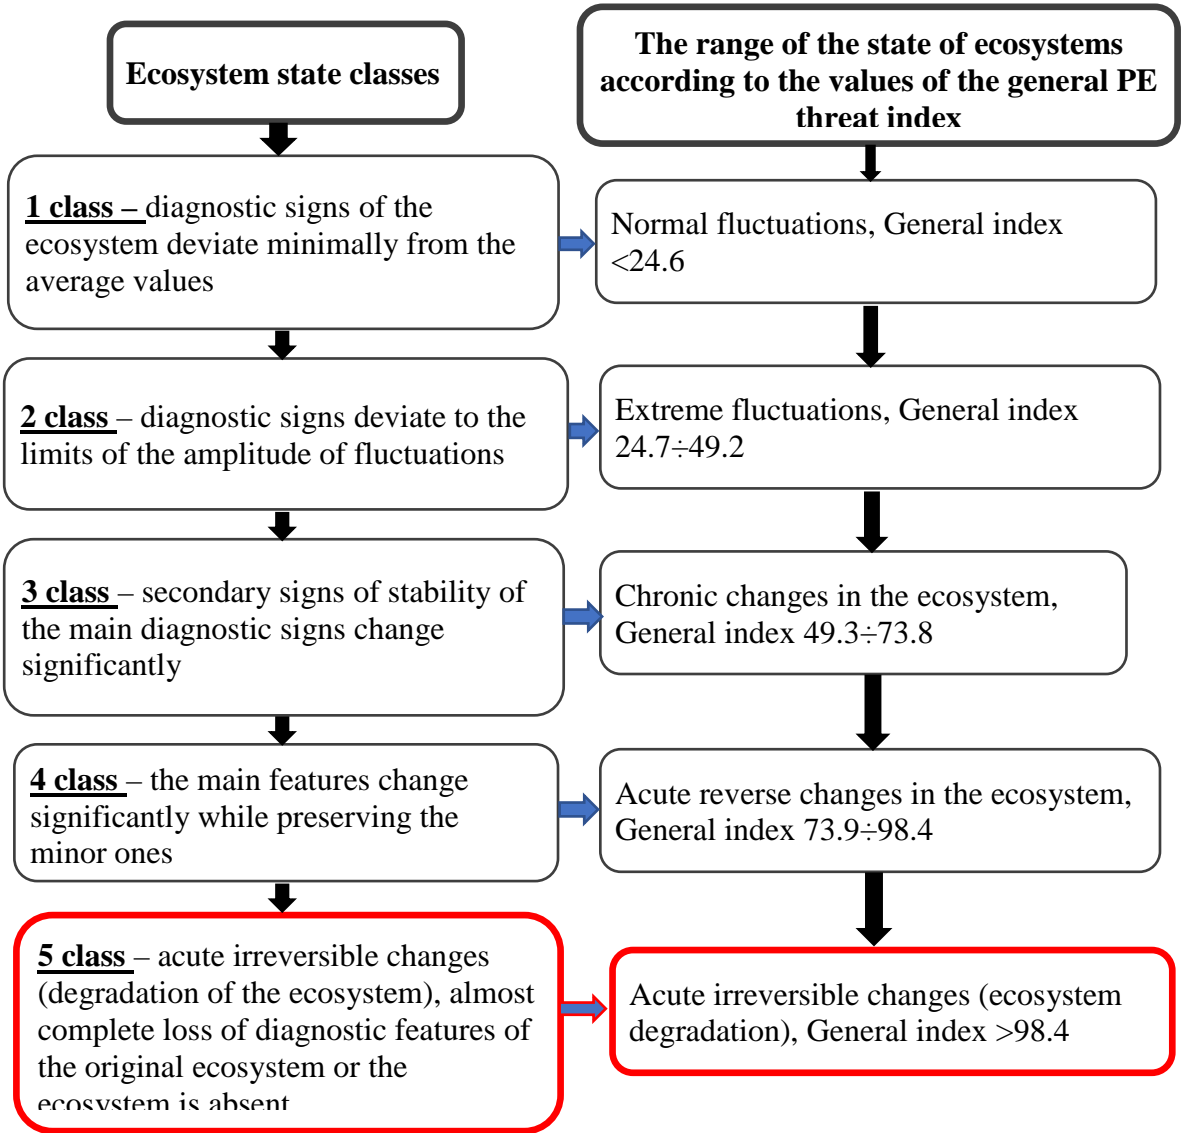 Ecosystem state classes
The range of the state of ecosystems
according to the values of the general PE
threat index
1 class – diagnostic signs of the
ecosystem deviate minimally from the
average values
Normal fluctuations, General index
<24.6
2 class – diagnostic signs deviate to the
limits of the amplitude of fluctuations
Extreme fluctuations, General index
24.7÷49.2
3 class – secondary signs of stability of
the main diagnostic signs change
significantly
Chronic changes in the ecosystem,
General index 49.3÷73.8
4 class – the main features change
significantly while preserving the
minor ones
Acute reverse changes in the ecosystem,
General index 73.9÷98.4
5 class – acute irreversible changes
(degradation of the ecosystem), almost
complete loss of diagnostic features of
the original ecosystem or the
ecosystem is absent
Acute irreversible changes (ecosystem
degradation), General index >98.4